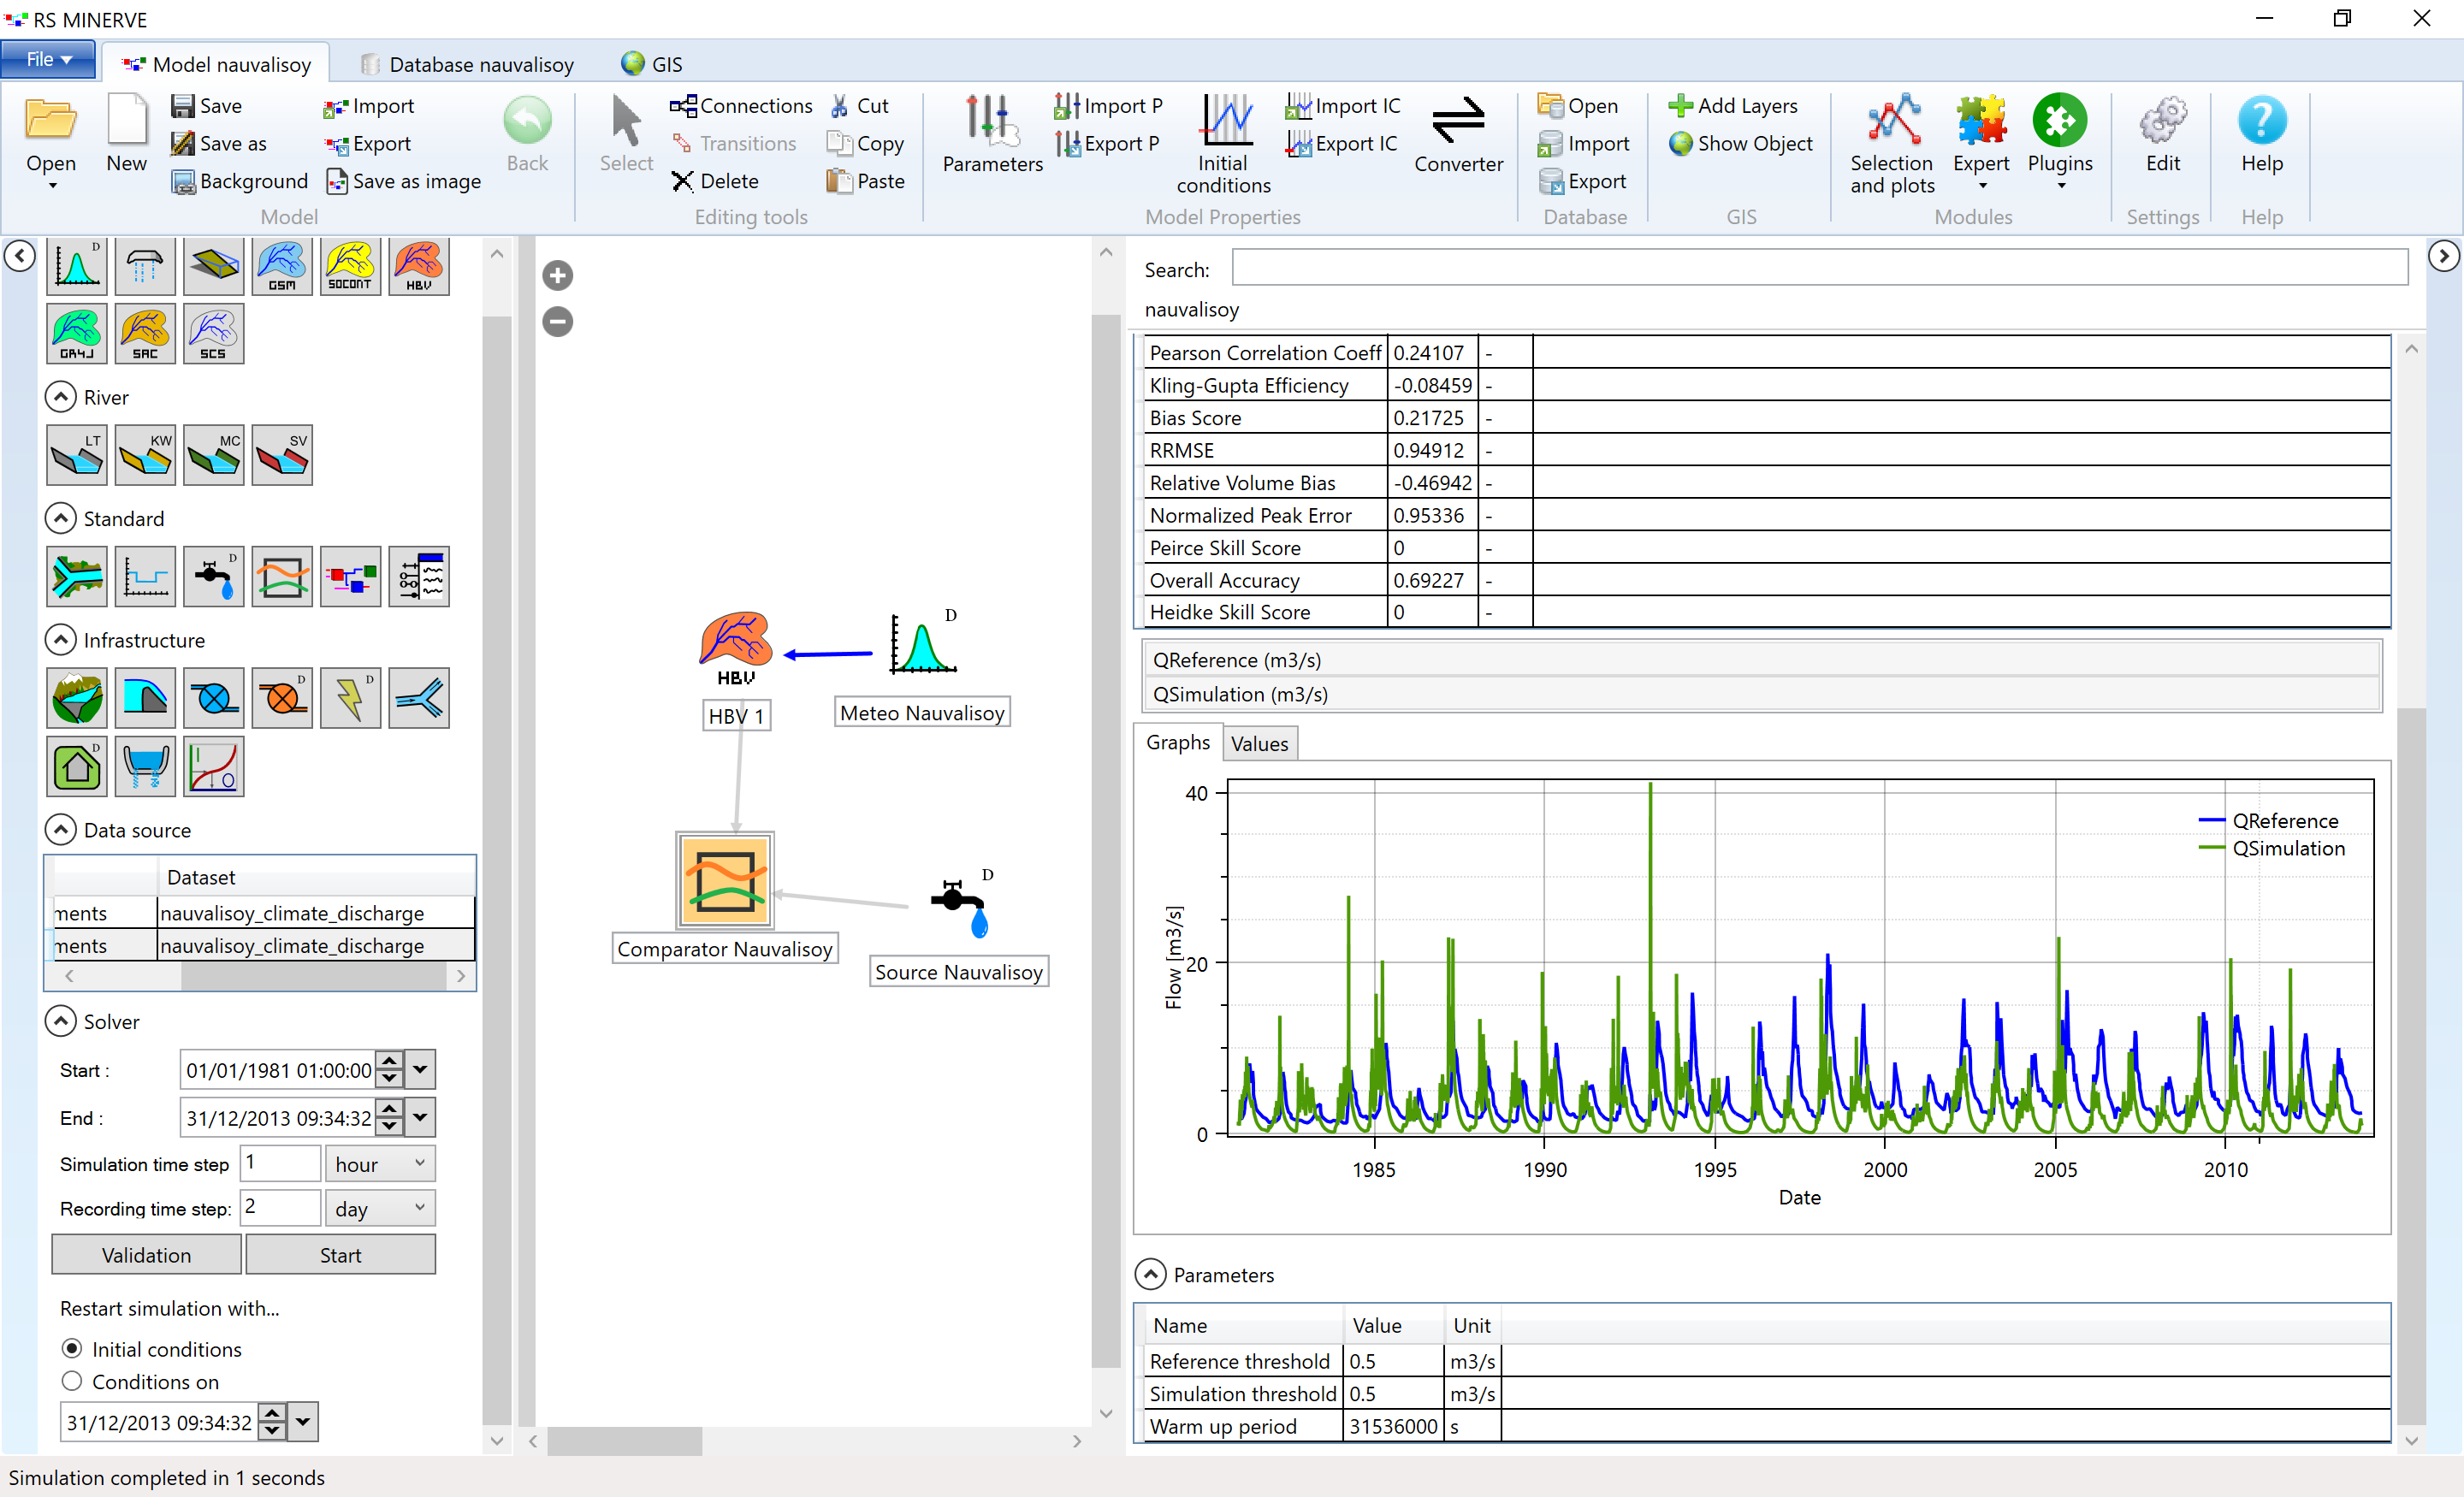 RS MINERVE
File
Model nauvalisoy
Database nauvalisoy
GIS
Open
New
Save
Save as
Background
Import
Export
Save as image
Back
Model
Select
Connections
Transitions
Delete
Cut
Copy
Paste
Editing tools
Parameters
Import P
Export P
Initial conditions
Import IC
Export IC
Converter
Model Properties
Open
Import
Export
Database
Add Layers
Show Object
GIS
Selection and plots
Expert
Plugins
Modules
Edit
Settings
Help
Help
D
GSM
SOCONT
HBV
GR4J
SAC
SCS
River
LT
KW
MC
SV
Standard
D
Infrastructure
D
D
D
I
O
Data source
Dataset
ments nauvalisoy_climate_discharge
ments nauvalisoy_climate_discharge
Solver
Start : 01/01/1981 01:00:00
End : 31/12/2013 09:34:32
Simulation time step 1 hour
Recording time step: 2 day
Validation
Start
Restart simulation with...
Initial conditions
Conditions on
31/12/2013 09:34:32
HBV
HBV 1
D
Meteo Nauvalisoy
Comparator Nauvalisoy
D
Source Nauvalisoy
Search:
nauvalisoy
Pearson Correlation Coeff 0.24107 -
Kling-Gupta Efficiency -0.08459 -
Bias Score 0.21725 -
RRMSE 0.94912 -
Relative Volume Bias -0.46942 -
Normalized Peak Error 0.95336 -
Peirce Skill Score 0 -
Overall Accuracy 0.69227 -
Heidke Skill Score 0 -
QReference (m3/s)
QSimulation (m3/s)
Graphs
Values
40
20
0
Flow [m3/s]
QReference
QSimulation
1985 1990 1995 2000 2005 2010
Date
Parameters
Name Value Unit
Reference threshold 0.5 m3/s
Simulation threshold 0.5 m3/s
Warm up period 31536000 s
Simulation completed in 1 seconds